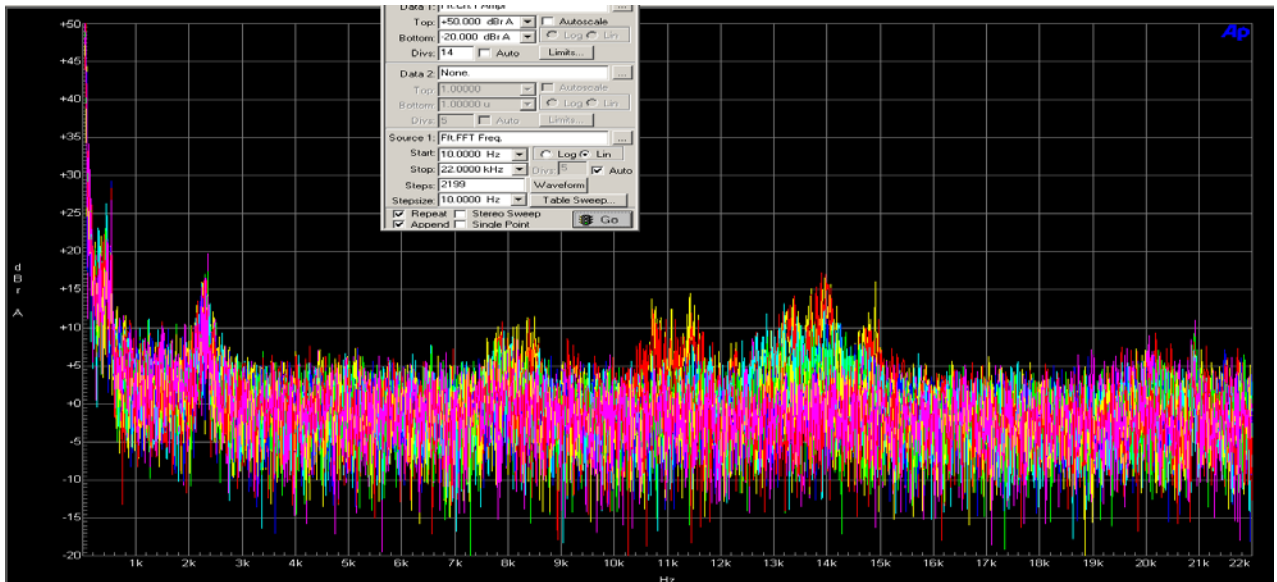 Data 1: Fft.Ch.1 Ampl ...
+50
Top: +50.000 dBr A Autoscale
Ap
Bottom: -20.000 dBr A Log Lin
+45
Divs: 14 Auto Limits...
Data 2: None. ...
+40
Top: 1.00000 Autoscale
Bottom: 1.00000 u Log Lin
+35
Divs: 5 Auto Limits...
Source 1: Fft.FFT Freq. ...
Start: 10.0000 Hz Log Lin
+30
Stop: 22.0000 kHz Divs: 5 Auto
Steps: 2199 Waveform
Stepsize: 10.0000 Hz Table Sweep...
+25
Repeat Stereo Sweep
Append Single Point
Go
+20
d
B
r
A
+15
+10
+5
+0
-5
-10
-15
-20
1k 2k 3k 4k 5k 6k 7k 8k 9k 10k 11k 12k 13k 14k 15k 16k 17k 18k 19k 20k 21k 22k
Hz